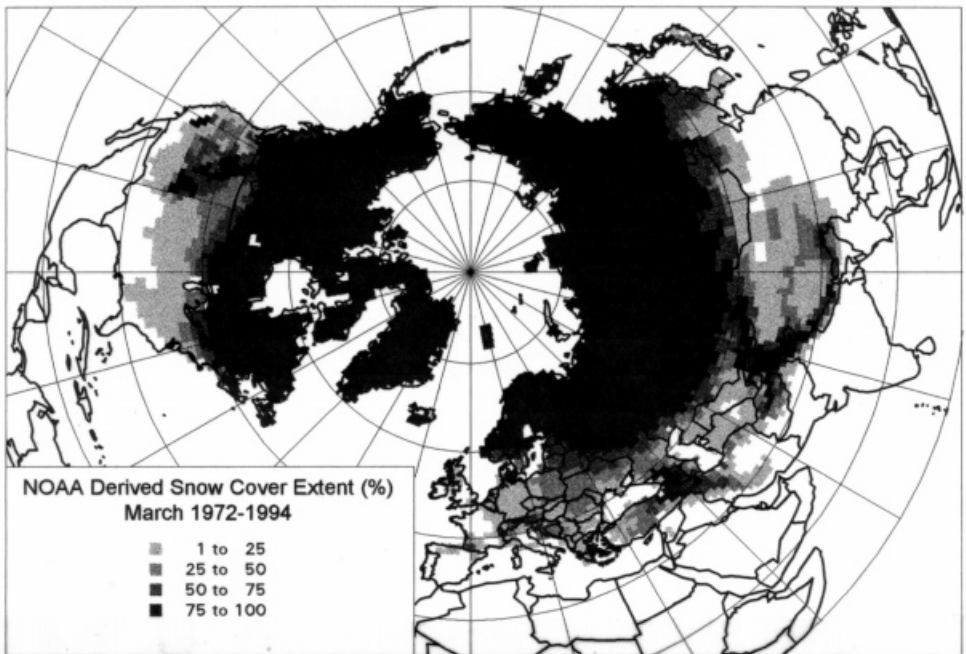 NOAA Derived Snow Cover Extent (%)
March 1972-1994
1 to 25
25 to 50
50 to 75
75 to 100